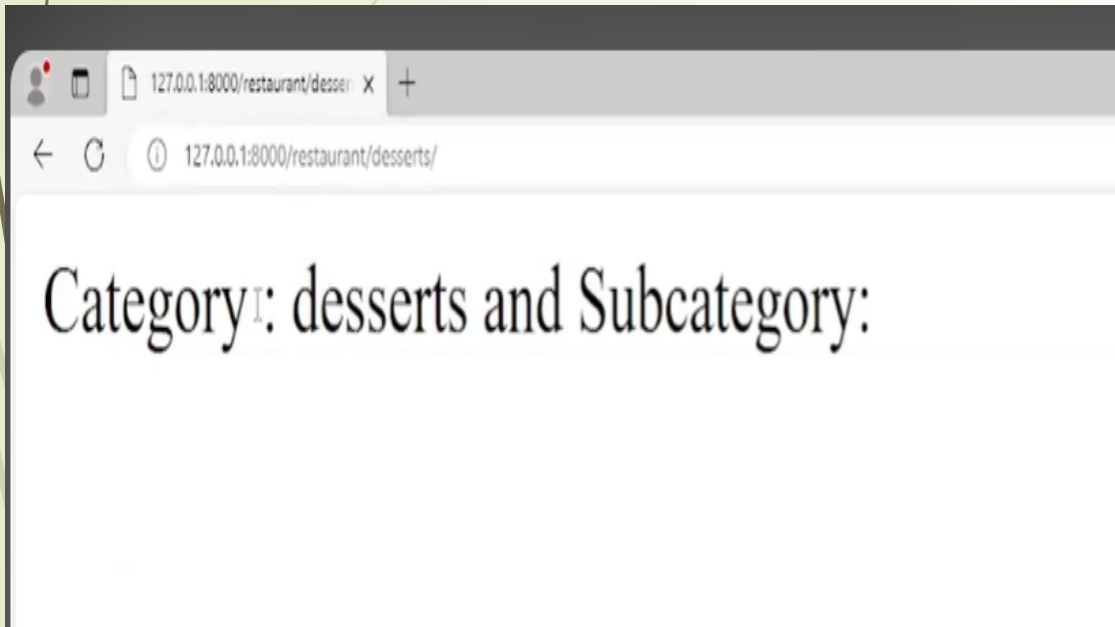 127.0.0.1:8000/restaurant/desser
127.0.0.1:8000/restaurant/desserts/
Category : desserts and Subcategory: